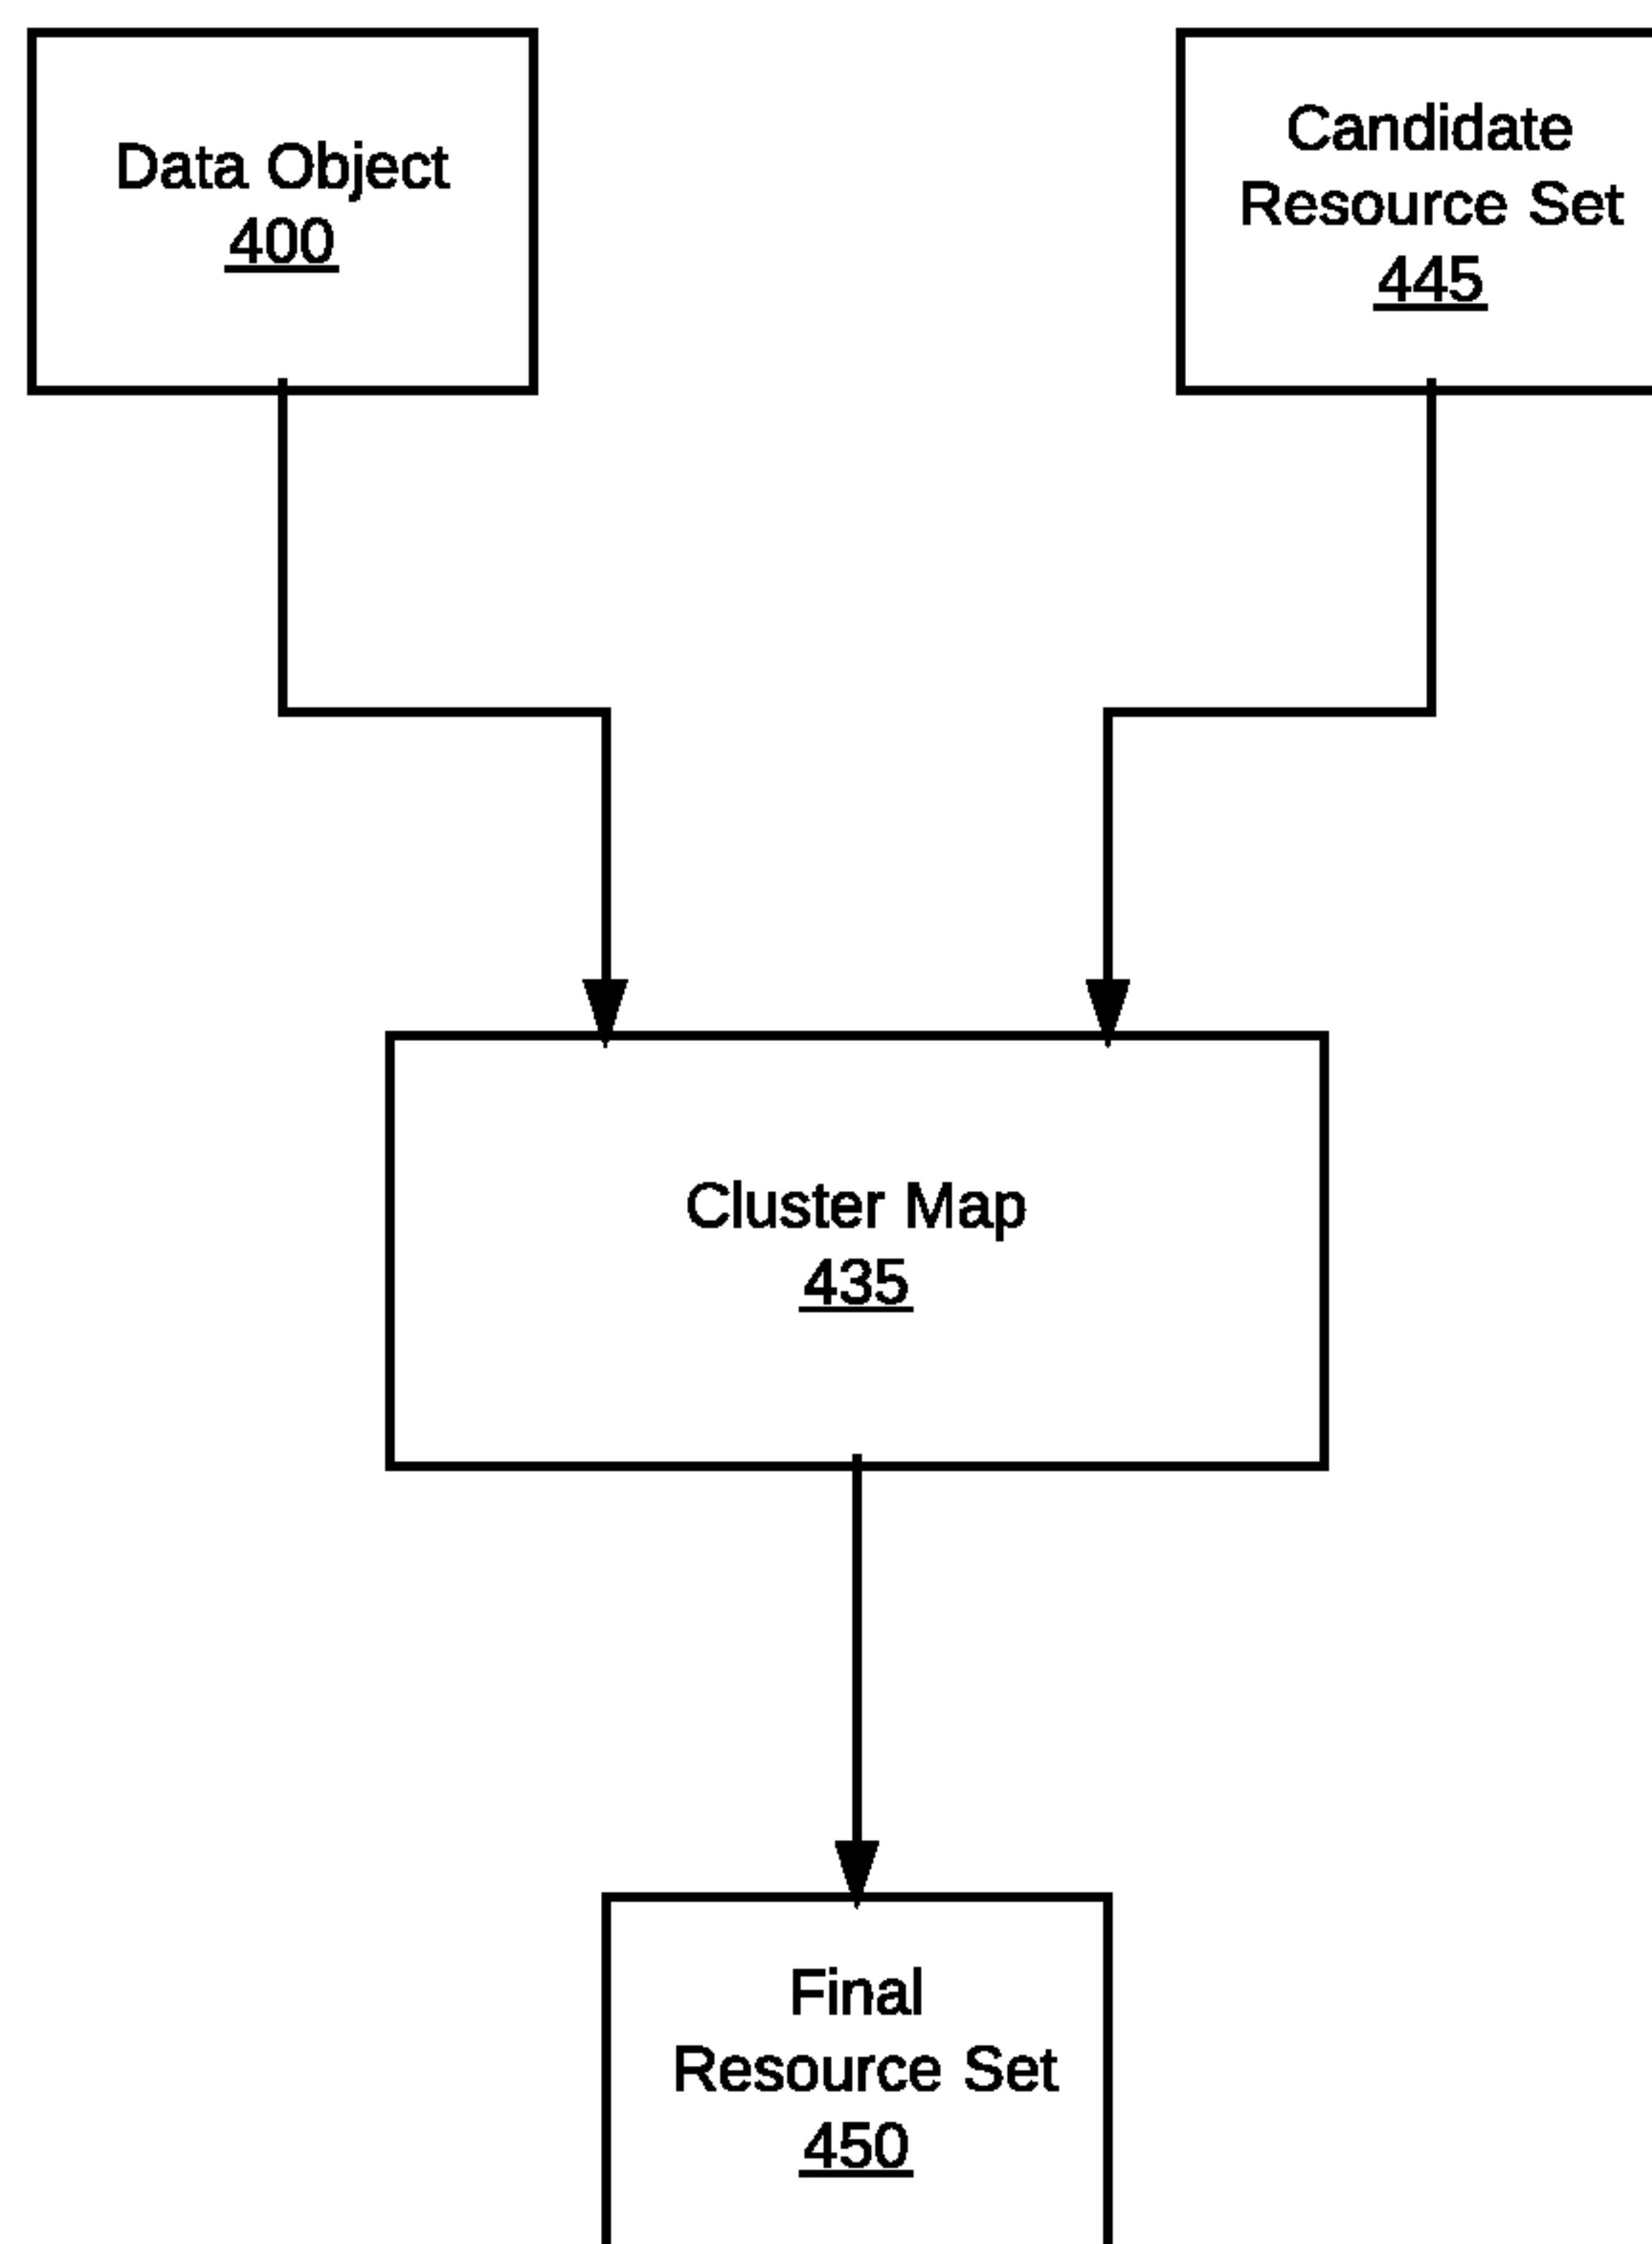 Data Object
400
Candidate
Resource Set
445
Cluster Map
435
Final
Resource Set
450